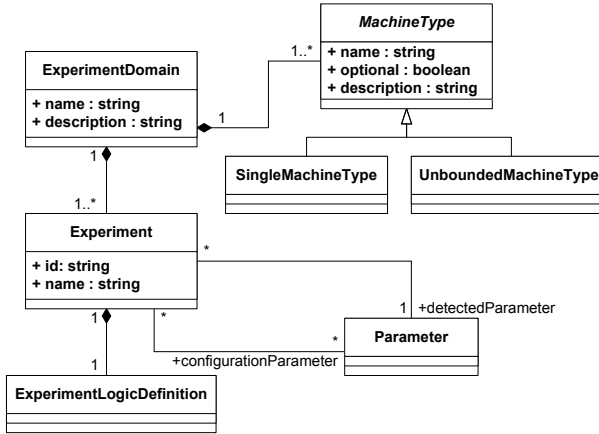 MachineType
+ name : string
+ optional : boolean
+ description : string
1..*
ExperimentDomain
+ name : string
+ description : string
1
1
SingleMachineType
UnboundedMachineType
1..*
Experiment
+ id: string
+ name : string
*
1
+detectedParameter
1
*
*
+configurationParameter
Parameter
1
ExperimentLogicDefinition